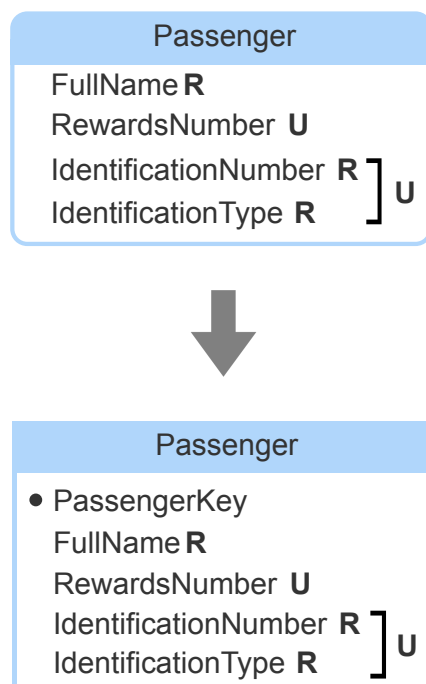 Passenger
FullName R
RewardsNumber U
IdentificationNumber R
IdentificationType R
U
Passenger
PassengerKey
FullName R
RewardsNumber U
IdentificationNumber R
IdentificationType R
U